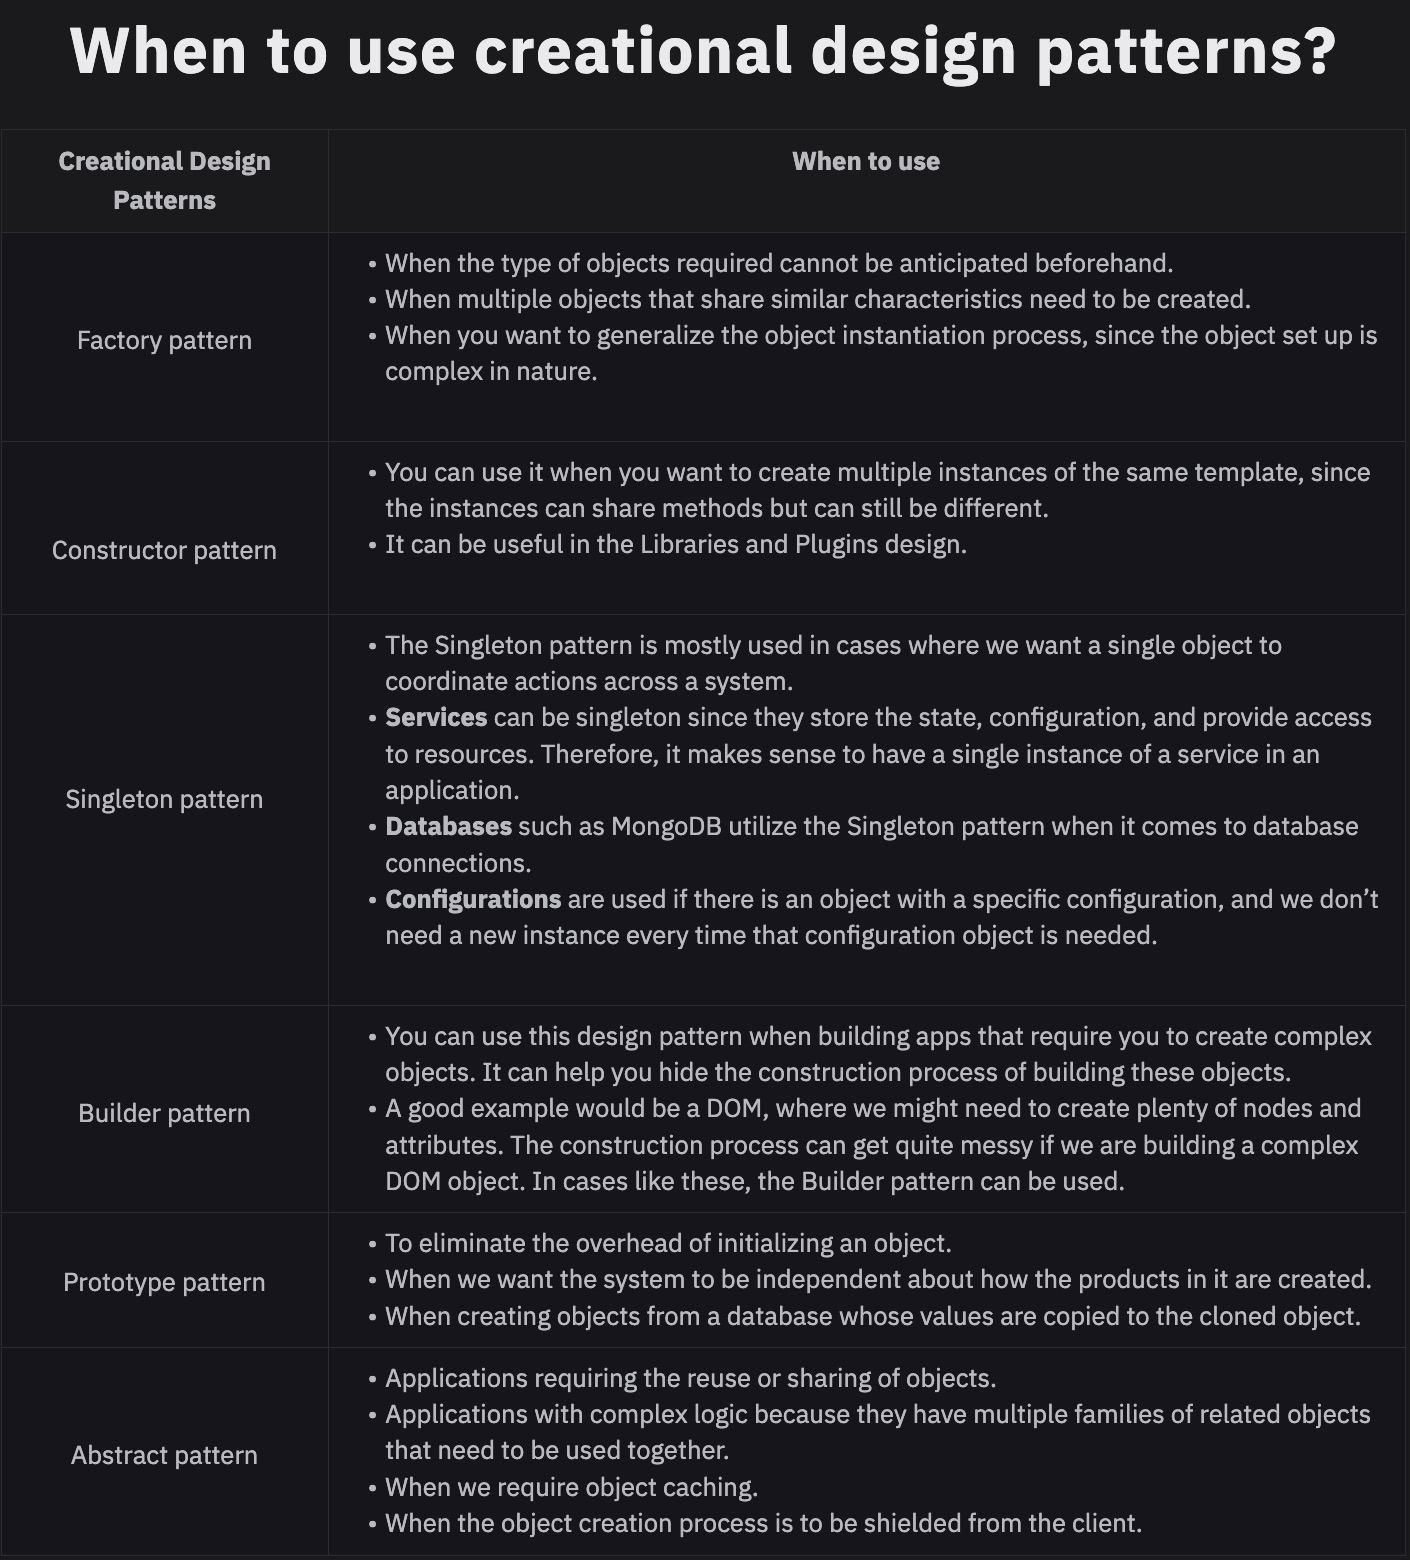 When to use creational design patterns?
Creational Design
Patterns
When to use
Factory pattern
• When the type of objects required cannot be anticipated beforehand.
• When multiple objects that share similar characteristics need to be created.
• When you want to generalize the object instantiation process, since the object set up is
complex in nature.
Constructor pattern
• You can use it when you want to create multiple instances of the same template, since
the instances can share methods but can still be different.
• It can be useful in the Libraries and Plugins design.
Singleton pattern
• The Singleton pattern is mostly used in cases where we want a single object to
coordinate actions across a system.
• Services can be singleton since they store the state, configuration, and provide access
to resources. Therefore, it makes sense to have a single instance of a service in an
application.
• Databases such as MongoDB utilize the Singleton pattern when it comes to database
connections.
• Configurations are used if there is an object with a specific configuration, and we don’t
need a new instance every time that configuration object is needed.
Builder pattern
• You can use this design pattern when building apps that require you to create complex
objects. It can help you hide the construction process of building these objects.
• A good example would be a DOM, where we might need to create plenty of nodes and
attributes. The construction process can get quite messy if we are building a complex
DOM object. In cases like these, the Builder pattern can be used.
Prototype pattern
• To eliminate the overhead of initializing an object.
• When we want the system to be independent about how the products in it are created.
• When creating objects from a database whose values are copied to the cloned object.
Abstract pattern
• Applications requiring the reuse or sharing of objects.
• Applications with complex logic because they have multiple families of related objects
that need to be used together.
• When we require object caching.
• When the object creation process is to be shielded from the client.